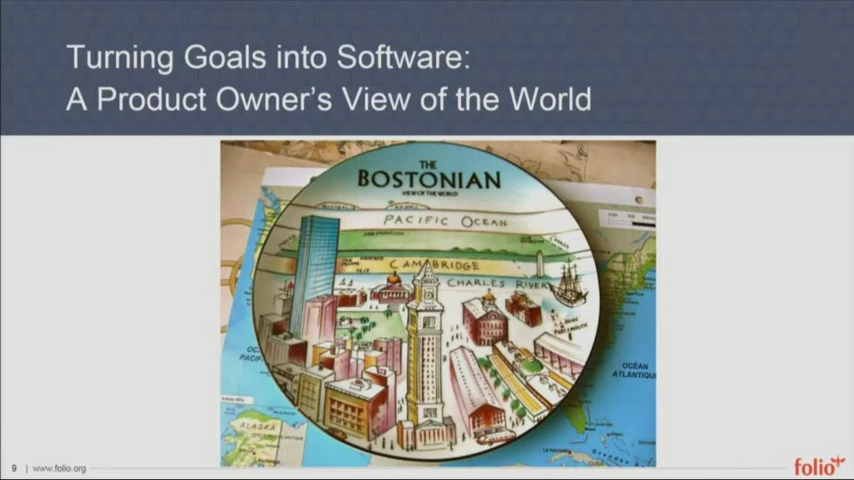 Turning Goals into Software:
A Product Owner's View of the World
THE
BOSTONIAN
VIEW OF THE WORLD
PACIFIC OCEAN
CAMBRIDGE
CHARLES RIVER
OCÉAN
ATLANTIQUE
ALASKA
CUBA
9 | www.folio.org
folio